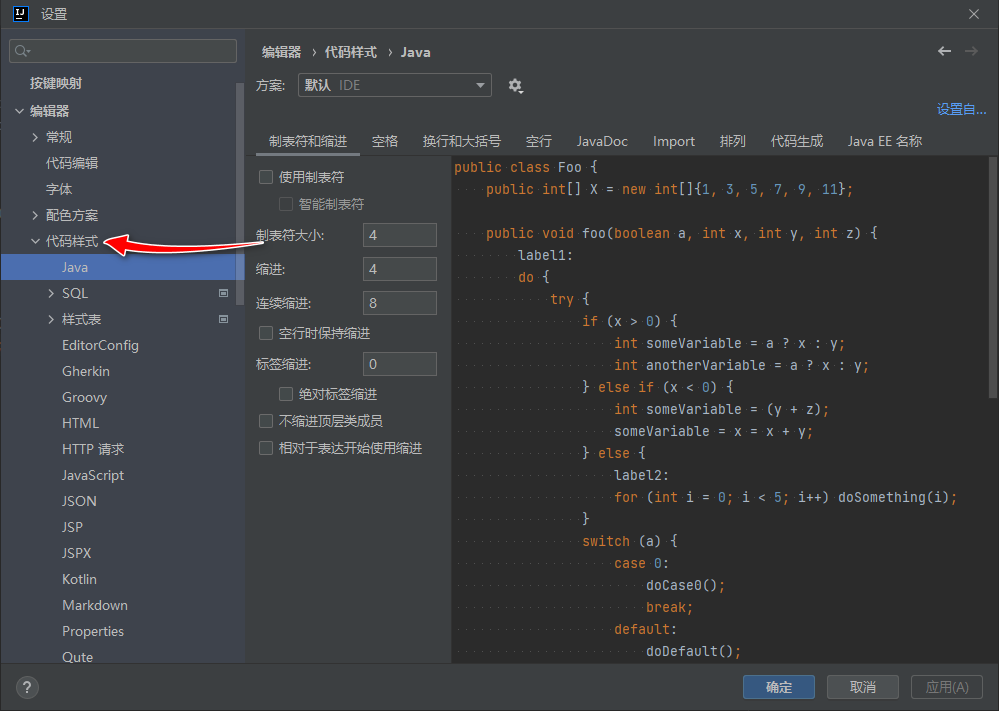 设置
按键映射
编辑器
常规
代码编辑
字体
配色方案
代码样式
Java
SQL
样式表
EditorConfig
Gherkin
Groovy
HTML
HTTP 请求
JavaScript
JSON
JSP
JSPX
Kotlin
Markdown
Properties
Qute
编辑器 › 代码样式 › Java
方案: 默认 IDE
设置自...
制表符和缩进 空格 换行和大括号 空行 JavaDoc Import 排列 代码生成 Java EE 名称
使用制表符
智能制表符
制表符大小: 4
缩进: 4
连续缩进: 8
空行时保持缩进
标签缩进: 0
绝对标签缩进
不缩进顶层类成员
相对于表达开始使用缩进
public class Foo {
    public int[] X = new int[]{1, 3, 5, 7, 9, 11};
    public void foo(boolean a, int x, int y, int z) {
        label1:
        do {
            try {
                if (x > 0) {
                    int someVariable = a ? x : y;
                    int anotherVariable = a ? x : y;
                } else if (x < 0) {
                    int someVariable = (y + z);
                    someVariable = x = x + y;
                } else {
                    label2:
                    for (int i = 0; i < 5; i++) doSomething(i);
                }
                switch (a) {
                    case 0:
                        doCase0();
                        break;
                    default:
                        doDefault();
?
确定 取消 应用(A)